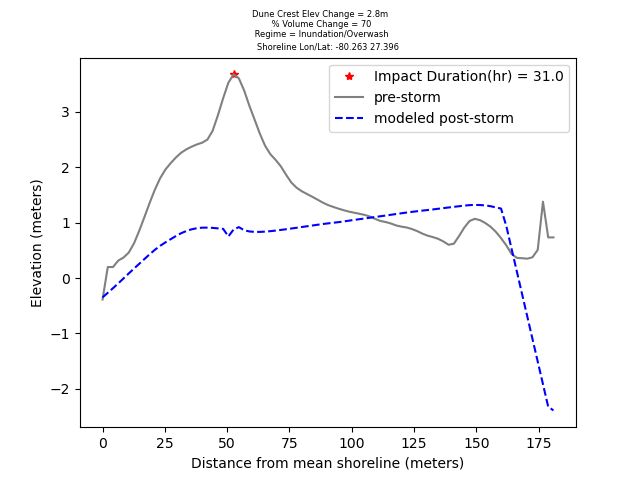 Dune Crest Elev Change = 2.8m
% Volume Change = 70
Regime = Inundation/Overwash
Shoreline Lon/Lat: -80.263 27.396
Impact Duration(hr) = 31.0
pre-storm
modeled post-storm
Elevation (meters)
3
2
1
0
−1
−2
0 25 50 75 100 125 150 175
Distance from mean shoreline (meters)